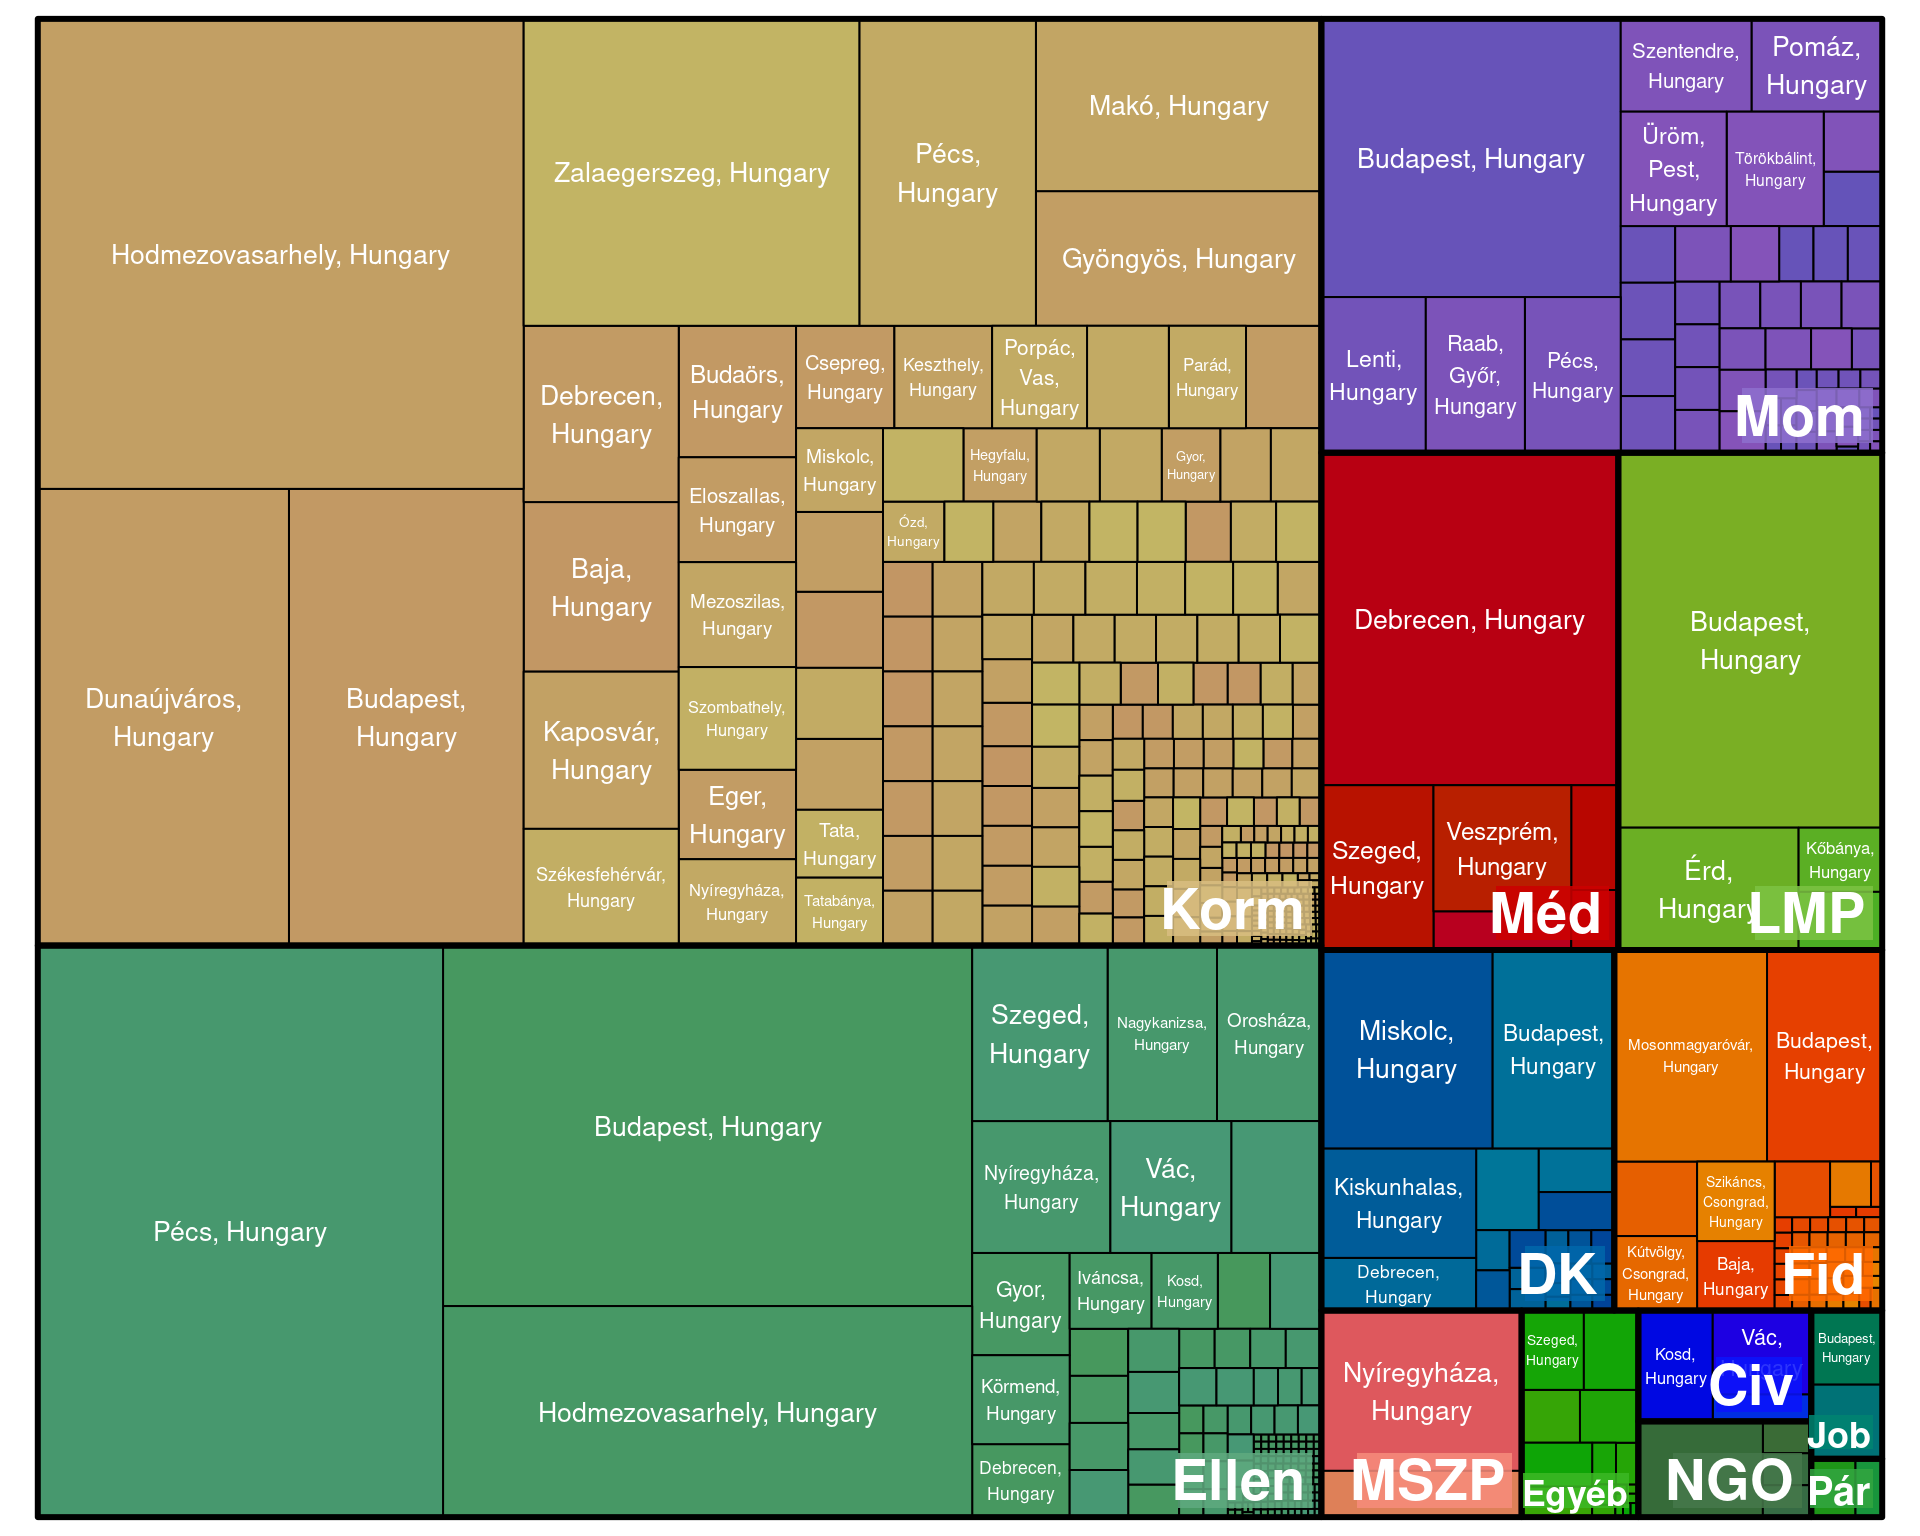 Hodmezovasarhely, Hungary
Dunaújváros,
Hungary
Budapest,
Hungary
Zalaegerszeg, Hungary
Pécs,
Hungary
Makó, Hungary
Gyöngyös, Hungary
Debrecen,
Hungary
Baja,
Hungary
Kaposvár,
Hungary
Székesfehérvár,
Hungary
Budaörs,
Hungary
Eloszallas,
Hungary
Mezoszilas,
Hungary
Szombathely,
Hungary
Eger,
Hungary
Nyíregyháza,
Hungary
Csepreg,
Hungary
Keszthely,
Hungary
Porpác,
Vas,
Hungary
Parád,
Hungary
Miskolc,
Hungary
Hegyfalu,
Hungary
Gyor,
Hungary
Ózd,
Hungary
Tata,
Hungary
Tatabánya,
Hungary
Korm
Pécs, Hungary
Budapest, Hungary
Hodmezovasarhely, Hungary
Szeged,
Hungary
Nagykanizsa,
Hungary
Orosháza,
Hungary
Nyíregyháza,
Hungary
Vác,
Hungary
Gyor,
Hungary
Iváncsa,
Hungary
Kosd,
Hungary
Körmend,
Hungary
Debrecen,
Hungary
Ellen
Budapest, Hungary
Lenti,
Hungary
Raab,
Győr,
Hungary
Pécs,
Hungary
Szentendre,
Hungary
Pomáz,
Hungary
Üröm,
Pest,
Hungary
Törökbálint,
Hungary
Mom
Debrecen, Hungary
Szeged,
Hungary
Veszprém,
Hungary
Méd
Budapest,
Hungary
Érd,
Hungary
Kőbánya,
Hungary
LMP
Miskolc,
Hungary
Budapest,
Hungary
Kiskunhalas,
Hungary
Debrecen,
Hungary
DK
Mosonmagyaróvár,
Hungary
Budapest,
Hungary
Szikáncs,
Csongrad,
Hungary
Kútvölgy,
Csongrad,
Hungary
Baja,
Hungary
Fid
Nyíregyháza,
Hungary
MSZP
Szeged,
Hungary
Egyéb
Kosd,
Hungary
Vác,
Hungary
Civ
NGO
Budapest,
Hungary
Job
Pár